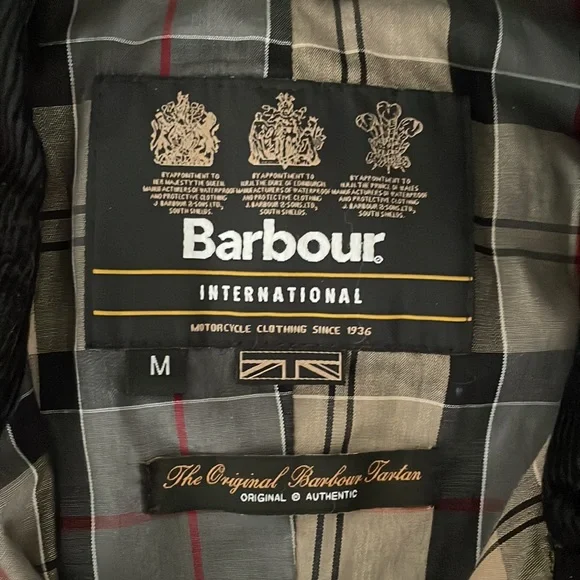 BY APPOINTMENT TO
HER MAJESTY THE QUEEN
MANUFACTURERS OF WATERPROOF
AND PROTECTIVE CLOTHING
J. BARBOUR & SONS LTD,
SOUTH SHIELDS.
BY APPOINTMENT TO
H.R.H. THE DUKE OF EDINBURGH
MANUFACTURERS OF WATERPROOF
AND PROTECTIVE CLOTHING
J. BARBOUR & SONS LTD,
SOUTH SHIELDS.
BY APPOINTMENT TO
H.R.H. THE PRINCE OF WALES
MANUFACTURERS OF WATERPROOF
AND PROTECTIVE CLOTHING
J. BARBOUR & SONS LTD,
SOUTH SHIELDS.
Barbour®
INTERNATIONAL
MOTORCYCLE CLOTHING SINCE 1936
M
The Original Barbour Tartan
ORIGINAL & AUTHENTIC